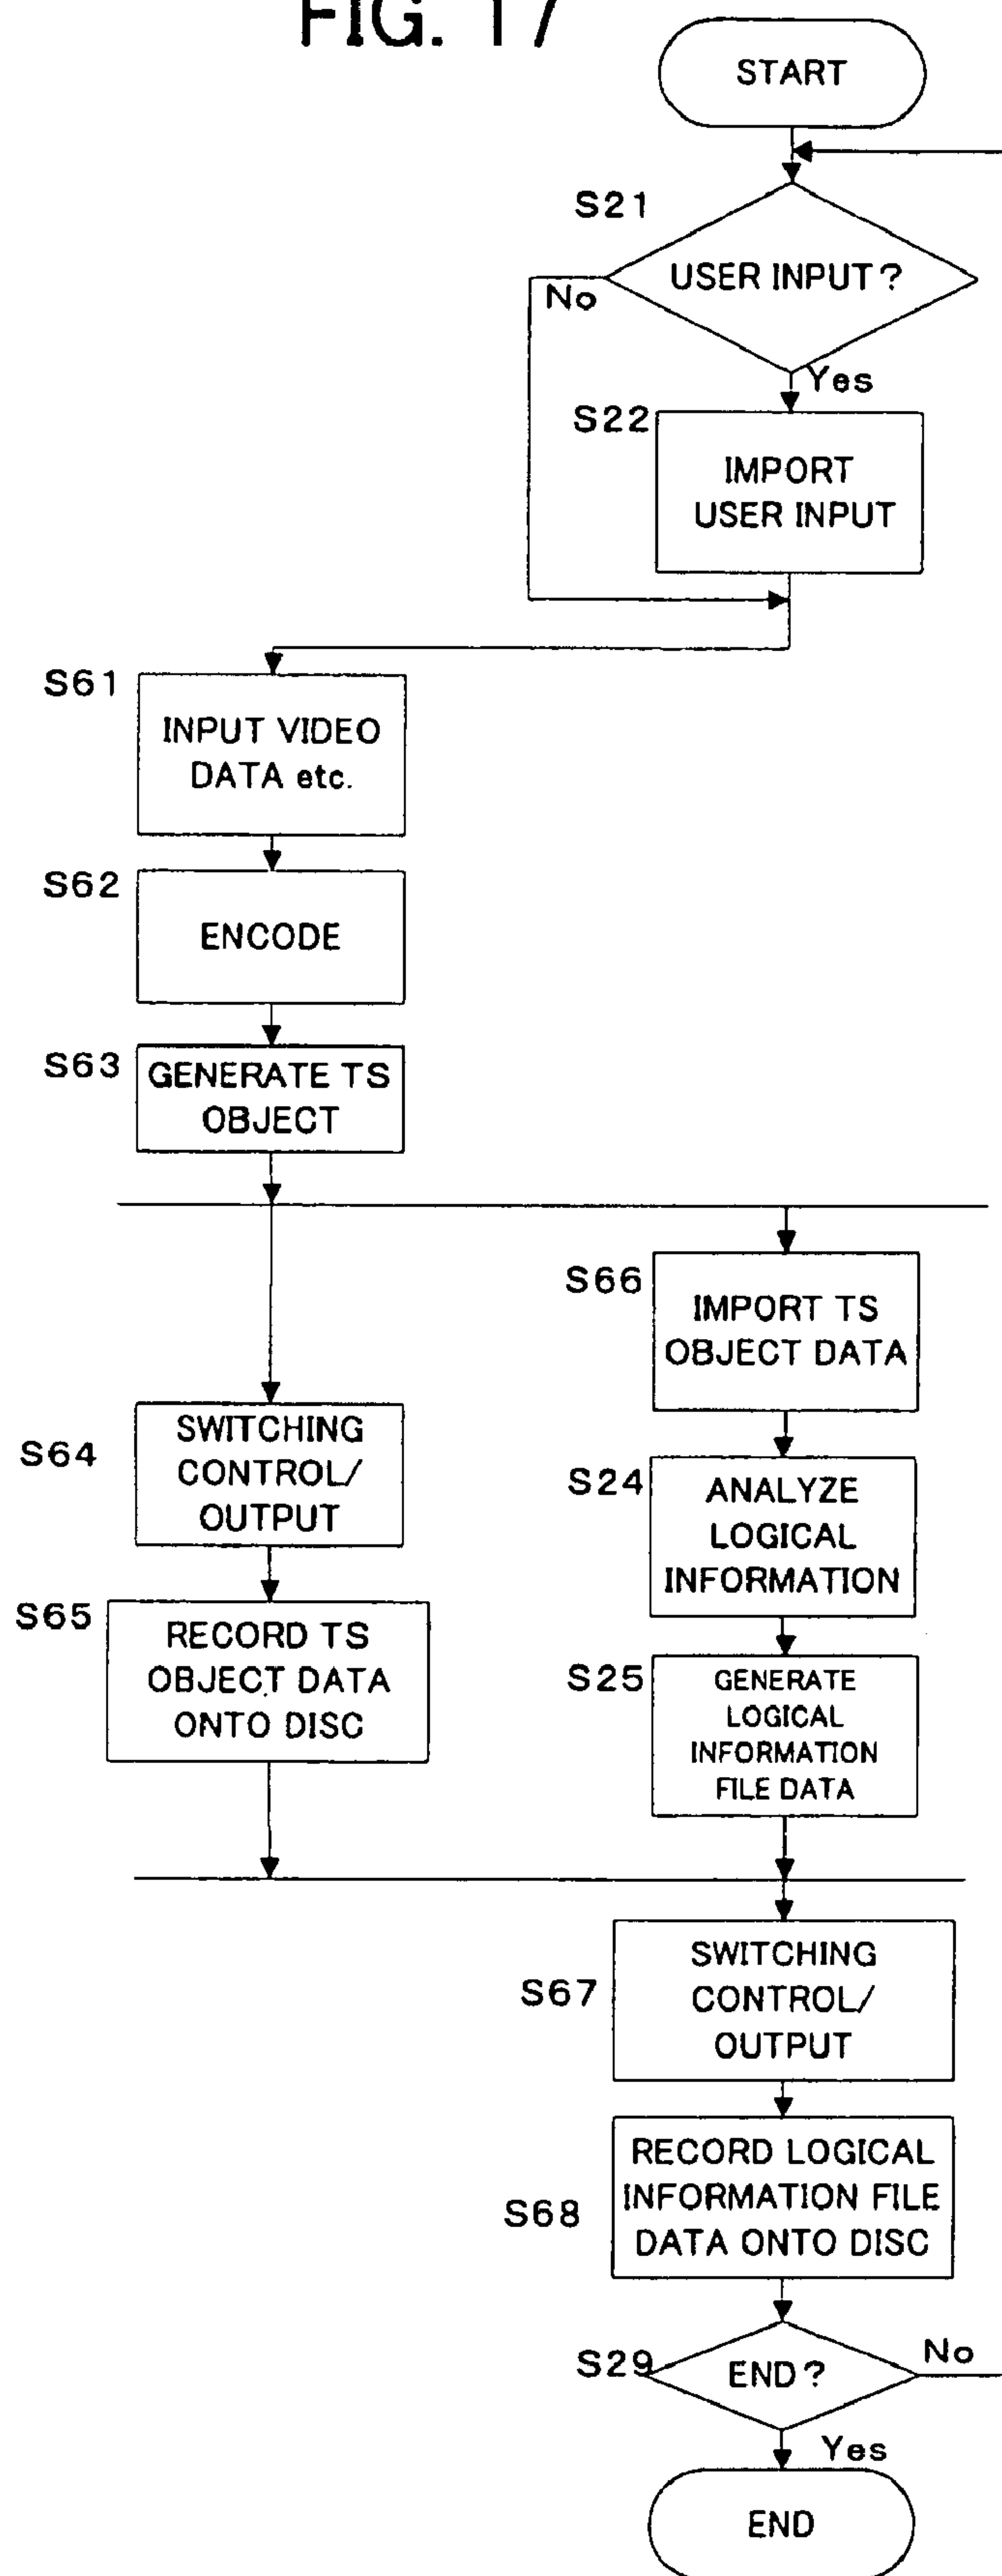 FIG. 17
START
S21
USER INPUT?
No
Yes
S22
IMPORT
USER INPUT
S61
INPUT VIDEO
DATA etc.
S62
ENCODE
S63
GENERATE TS
OBJECT
S66
IMPORT TS
OBJECT DATA
S64
SWITCHING
CONTROL/
OUTPUT
S24
ANALYZE
LOGICAL
INFORMATION
S65
RECORD TS
OBJECT DATA
ONTO DISC
S25
GENERATE
LOGICAL
INFORMATION
FILE DATA
S67
SWITCHING
CONTROL/
OUTPUT
S68
RECORD LOGICAL
INFORMATION FILE
DATA ONTO DISC
S29
END?
No
Yes
END